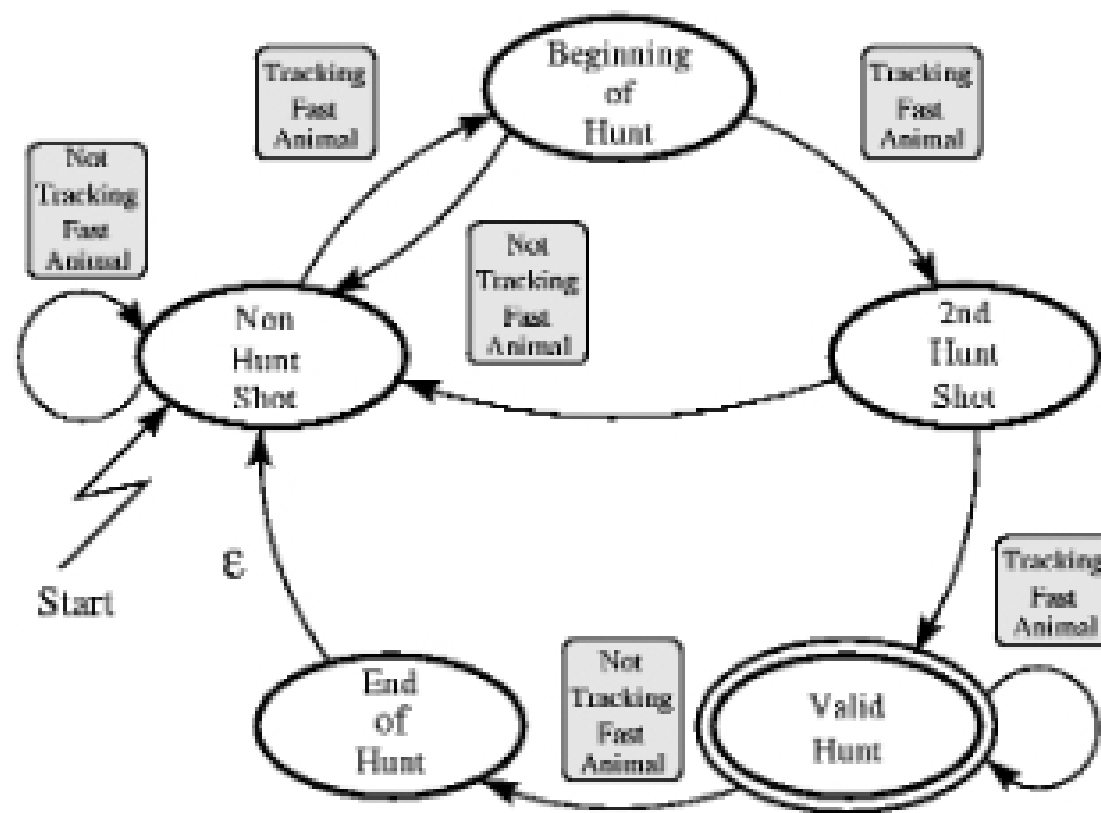 Beginning
of
Hunt
Tracking
Fast
Animal
Tracking
Fast
Animal
Not
Tracking
Fast
Animal
Not
Tracking
Fast
Animal
Non
Hunt
Shot
2nd
Hunt
Shot
ε
Start
Tracking
Fast
Animal
Not
Tracking
Fast
Animal
End
of
Hunt
Valid
Hunt